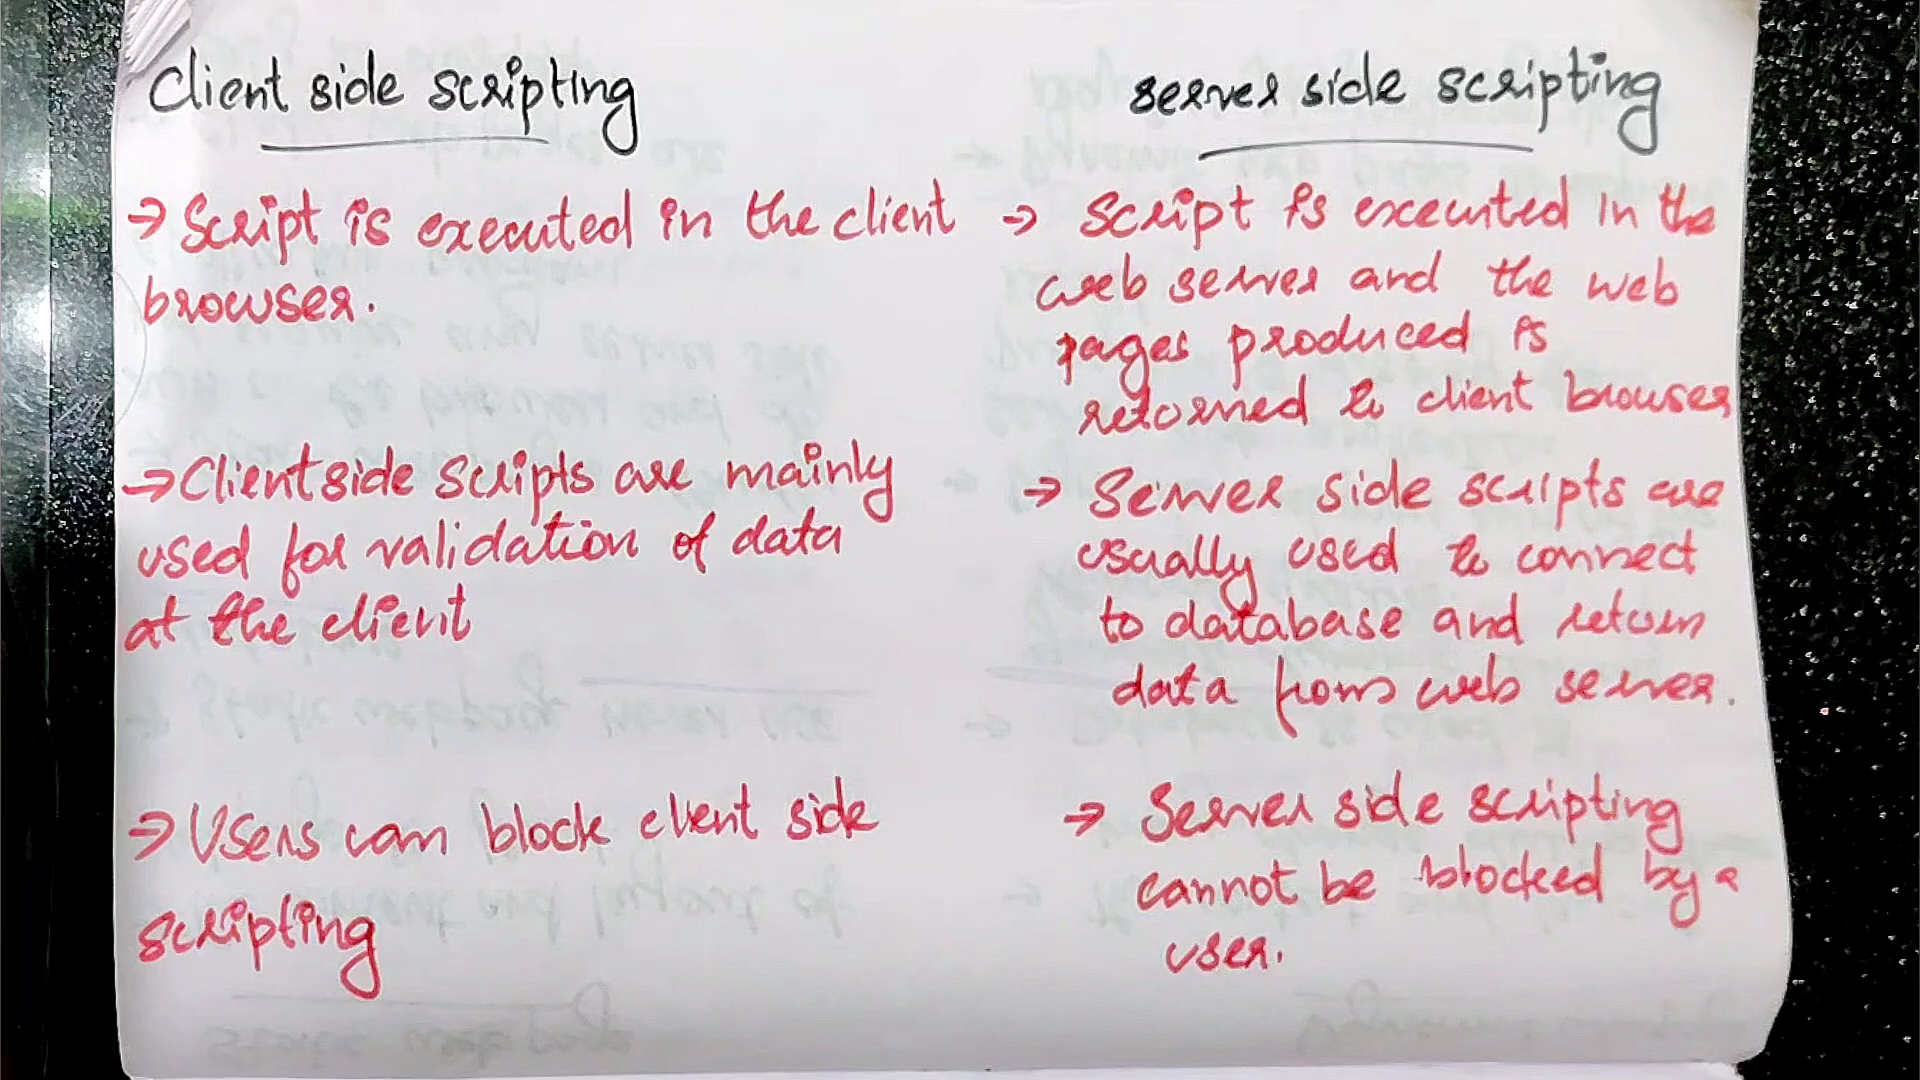 Client side scripting
→ Script is executed in the client
browser.
→ Client side scripts are mainly
used for validation of data
at the client
→ Users can block client side
scripting
server side scripting
→ Script is executed in the
web server and the web
pages produced is
returned to client browser
→ Server side scripts are
usually used to connect
to database and return
data from web server.
→ Server side scripting
cannot be blocked by a
user.